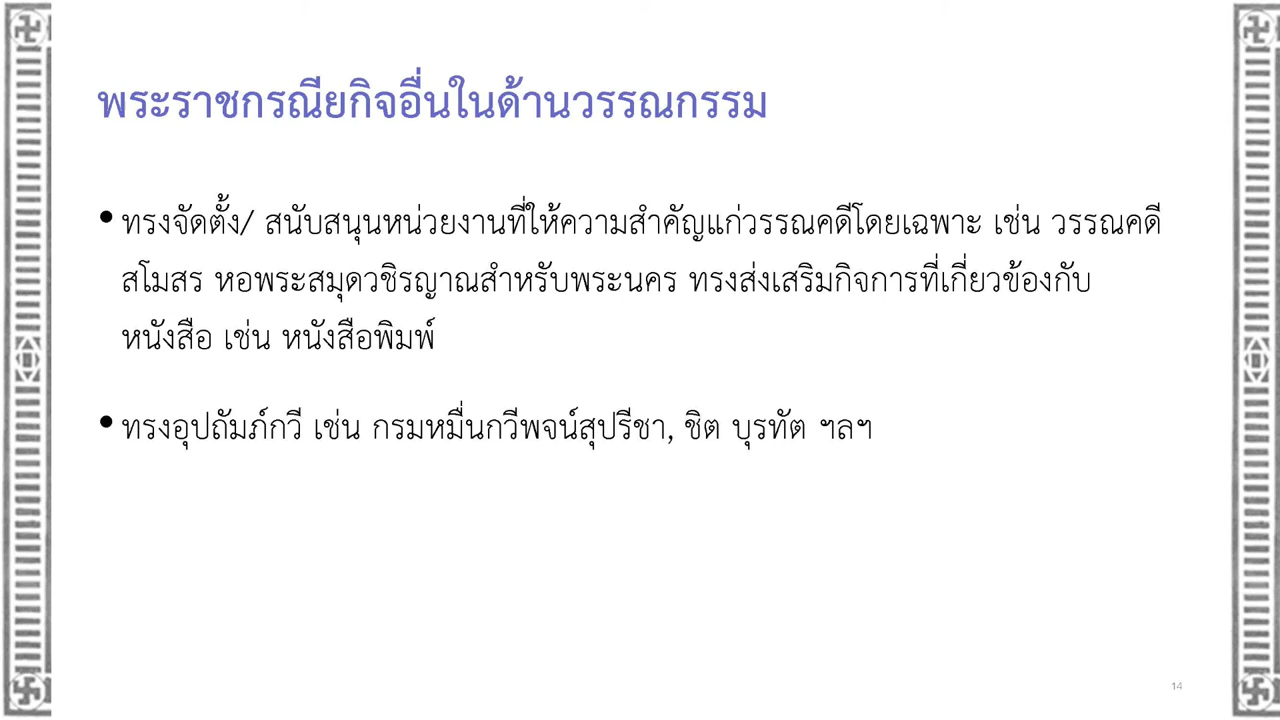 พระราชกรณียกิจอื่นในด้านวรรณกรรม
• ทรงจัดตั้ง/ สนับสนุนหน่วยงานที่ให้ความสำคัญแก่วรรณคดีโดยเฉพาะ เช่น วรรณคดี
สโมสร หอพระสมุดวชิรญาณสำหรับพระนคร ทรงส่งเสริมกิจการที่เกี่ยวข้องกับ
หนังสือ เช่น หนังสือพิมพ์
• ทรงอุปถัมภ์กวี เช่น กรมหมื่นกวีพจน์สุปรีชา, ชิต บุรทัต ฯลฯ
14